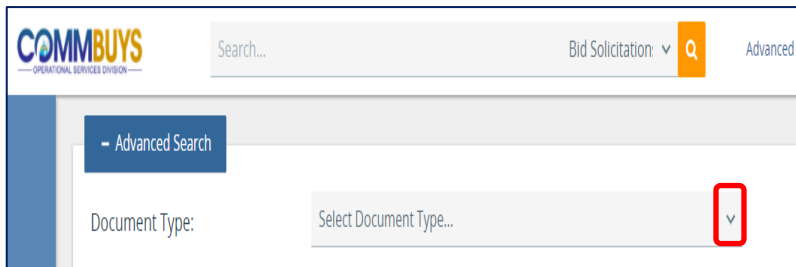 COMMBUYS
OPERATIONAL SERVICES DIVISION
Search...
Bid Solicitation:
Advanced
– Advanced Search
Document Type:
Select Document Type...